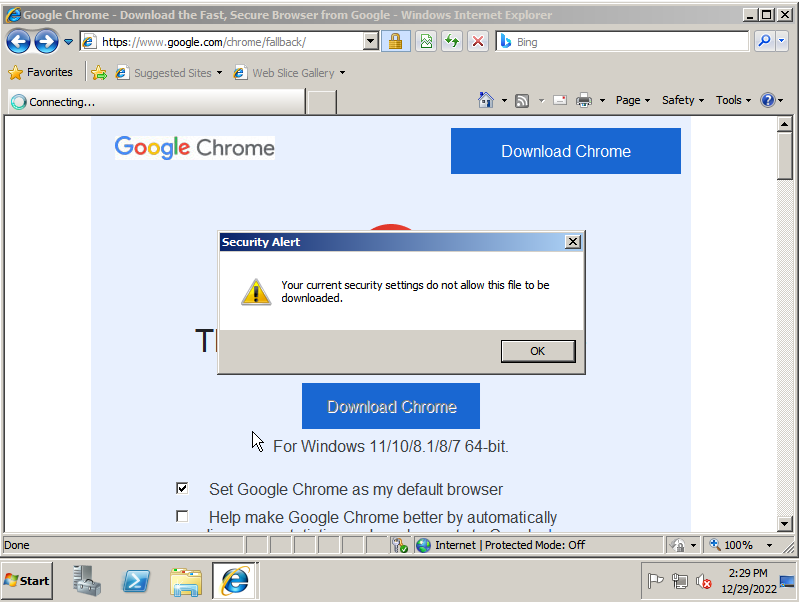 Google Chrome - Download the Fast, Secure Browser from Google - Windows Internet Explorer
https://www.google.com/chrome/fallback/
Bing
Favorites
Suggested Sites
Web Slice Gallery
Connecting...
Page
Safety
Tools
Google Chrome
Download Chrome
Security Alert
Your current security settings do not allow this file to be
downloaded.
OK
Download Chrome
For Windows 11/10/8.1/8/7 64-bit.
Set Google Chrome as my default browser
Help make Google Chrome better by automatically
Done
Internet | Protected Mode: Off
100%
Start
2:29 PM
12/29/2022